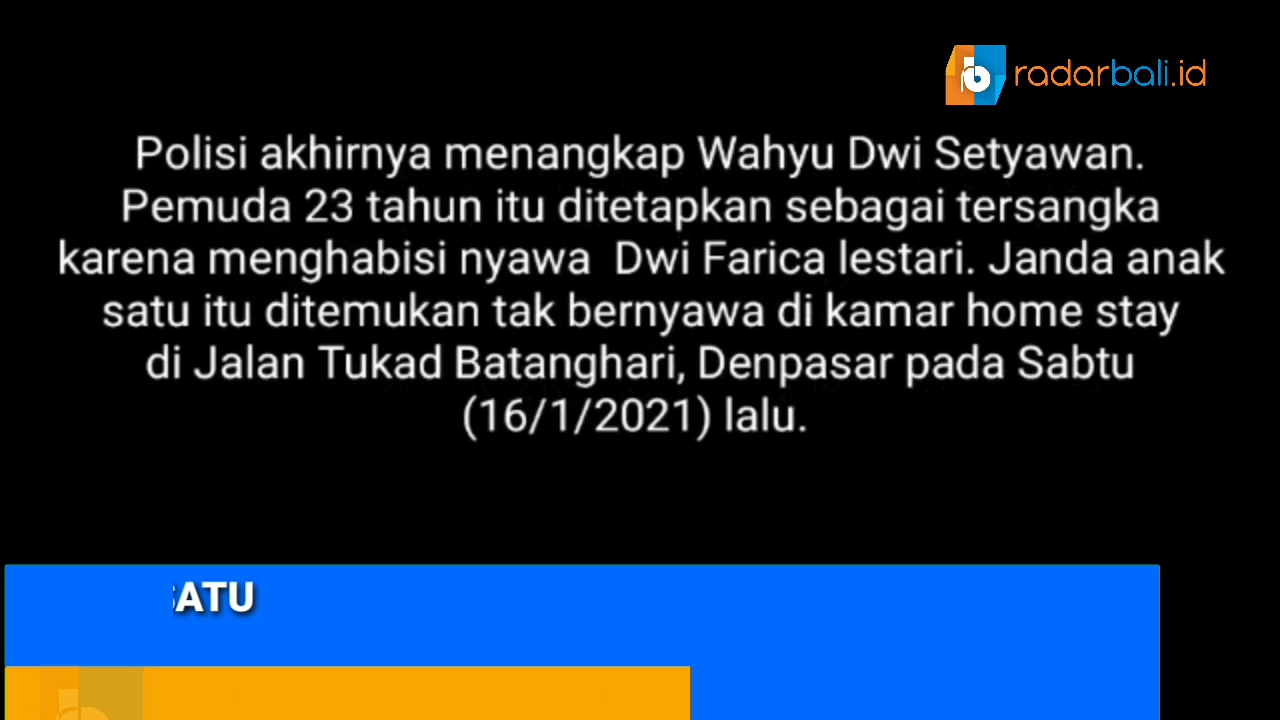 radarbali.id
Polisi akhirnya menangkap Wahyu Dwi Setyawan.
Pemuda 23 tahun itu ditetapkan sebagai tersangka
karena menghabisi nyawa  Dwi Farica lestari. Janda anak
satu itu ditemukan tak bernyawa di kamar home stay
di Jalan Tukad Batanghari, Denpasar pada Sabtu
(16/1/2021) lalu.
SATU